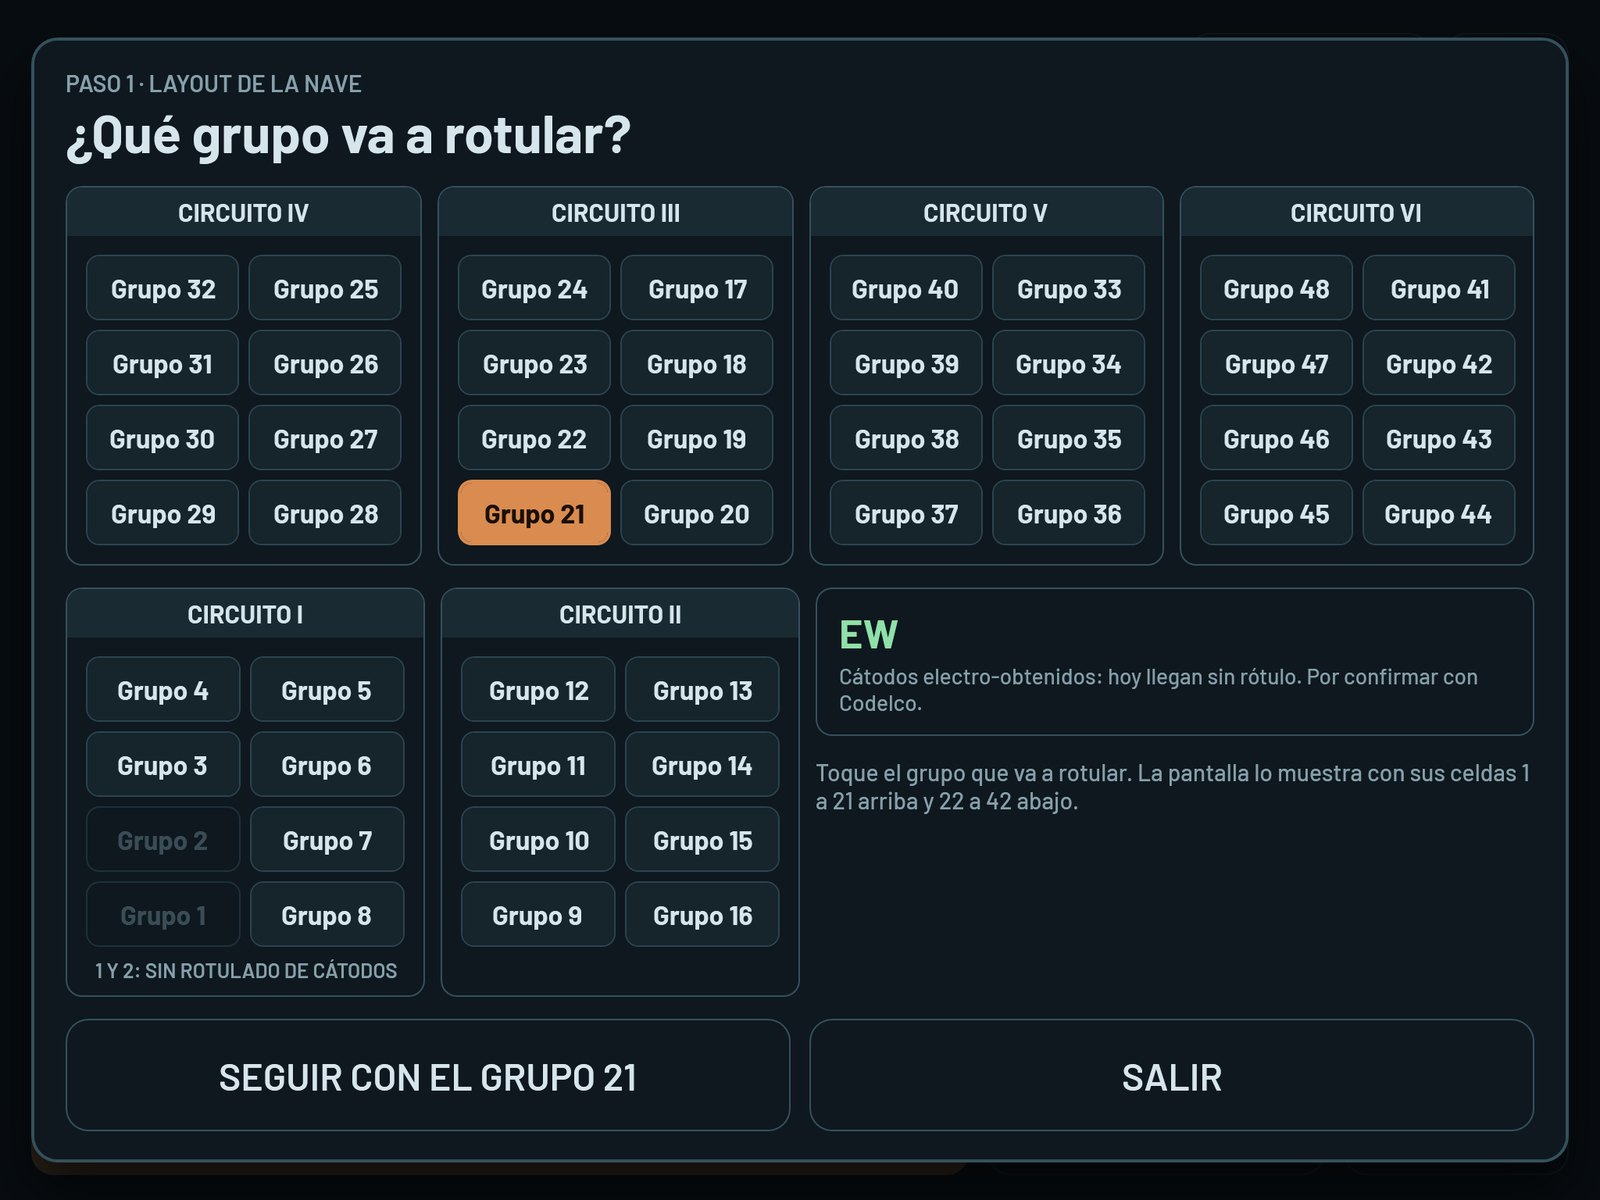 PASO 1 · LAYOUT DE LA NAVE
¿Qué grupo va a rotular?
CIRCUITO IV
Grupo 32 Grupo 25
Grupo 31 Grupo 26
Grupo 30 Grupo 27
Grupo 29 Grupo 28
CIRCUITO III
Grupo 24 Grupo 17
Grupo 23 Grupo 18
Grupo 22 Grupo 19
Grupo 21 Grupo 20
CIRCUITO V
Grupo 40 Grupo 33
Grupo 39 Grupo 34
Grupo 38 Grupo 35
Grupo 37 Grupo 36
CIRCUITO VI
Grupo 48 Grupo 41
Grupo 47 Grupo 42
Grupo 46 Grupo 43
Grupo 45 Grupo 44
CIRCUITO I
Grupo 4 Grupo 5
Grupo 3 Grupo 6
Grupo 2 Grupo 7
Grupo 1 Grupo 8
1 Y 2: SIN ROTULADO DE CÁTODOS
CIRCUITO II
Grupo 12 Grupo 13
Grupo 11 Grupo 14
Grupo 10 Grupo 15
Grupo 9 Grupo 16
EW
Cátodos electro-obtenidos: hoy llegan sin rótulo. Por confirmar con
Codelco.
Toque el grupo que va a rotular. La pantalla lo muestra con sus celdas 1
a 21 arriba y 22 a 42 abajo.
SEGUIR CON EL GRUPO 21
SALIR